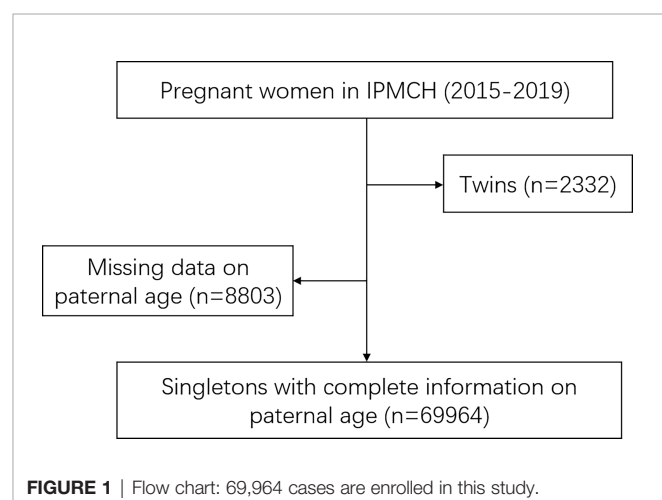 Pregnant women in IPMCH (2015-2019)
Twins (n=2332)
Missing data on
paternal age (n=8803)
Singletons with complete information on
paternal age (n=69964)
FIGURE 1 | Flow chart: 69,964 cases are enrolled in this study.